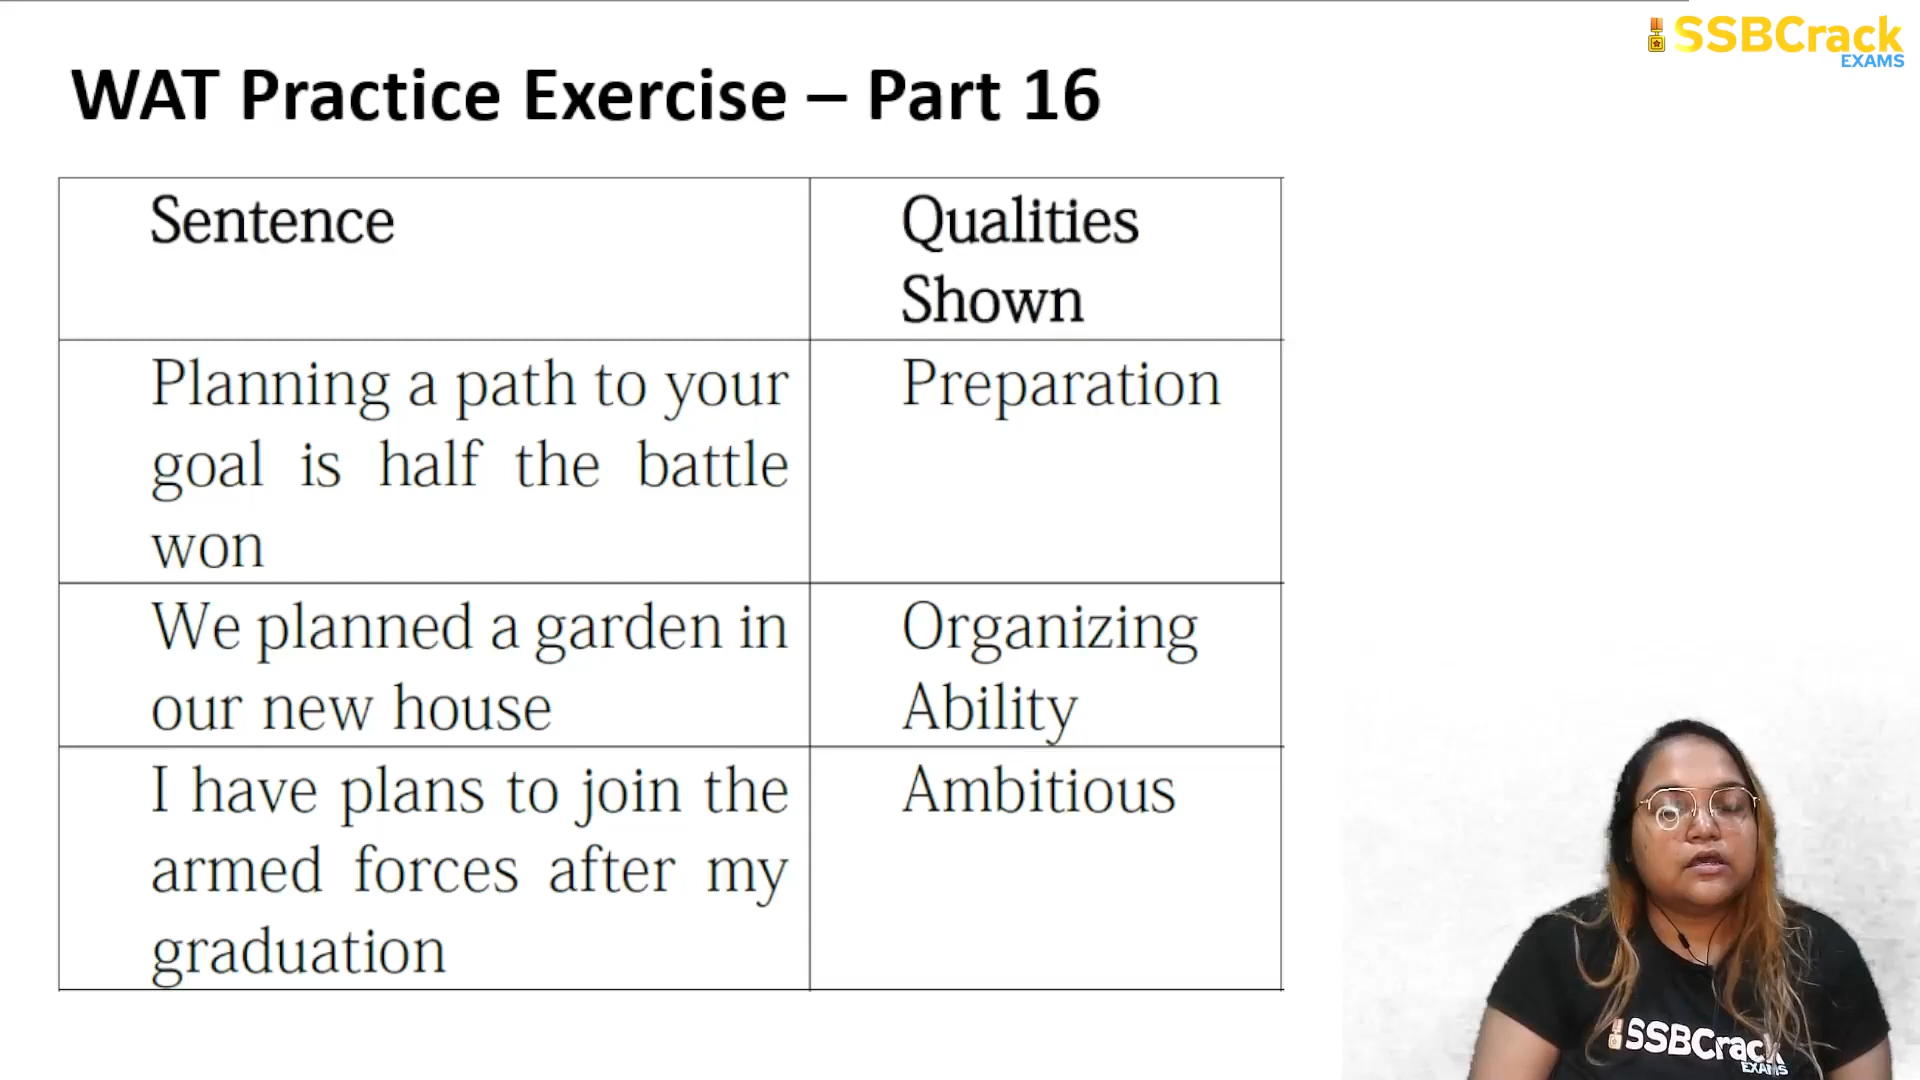 SSBCrack
EXAMS
WAT Practice Exercise – Part 16
Sentence
Qualities
Shown
Planning a path to your
goal is half the battle
won
Preparation
We planned a garden in
our new house
Organizing
Ability
I have plans to join the
armed forces after my
graduation
Ambitious
SSBCrack
EXAMS